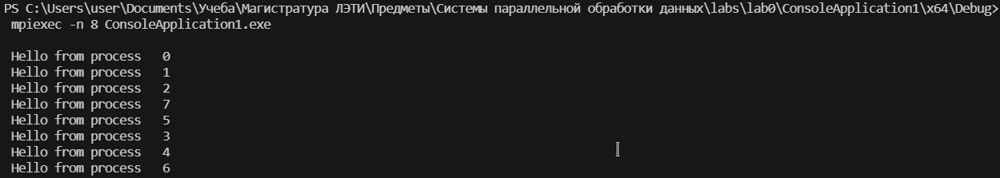 PS C:\Users\user\Documents\Учеба\Магистратура ЛЭТИ\Предметы\Системы параллельной обработки данных\labs\lab0\ConsoleApplication1\x64\Debug>
mpiexec -n 8 ConsoleApplication1.exe
Hello from process   0
Hello from process   1
Hello from process   2
Hello from process   7
Hello from process   5
Hello from process   3
Hello from process   4
Hello from process   6